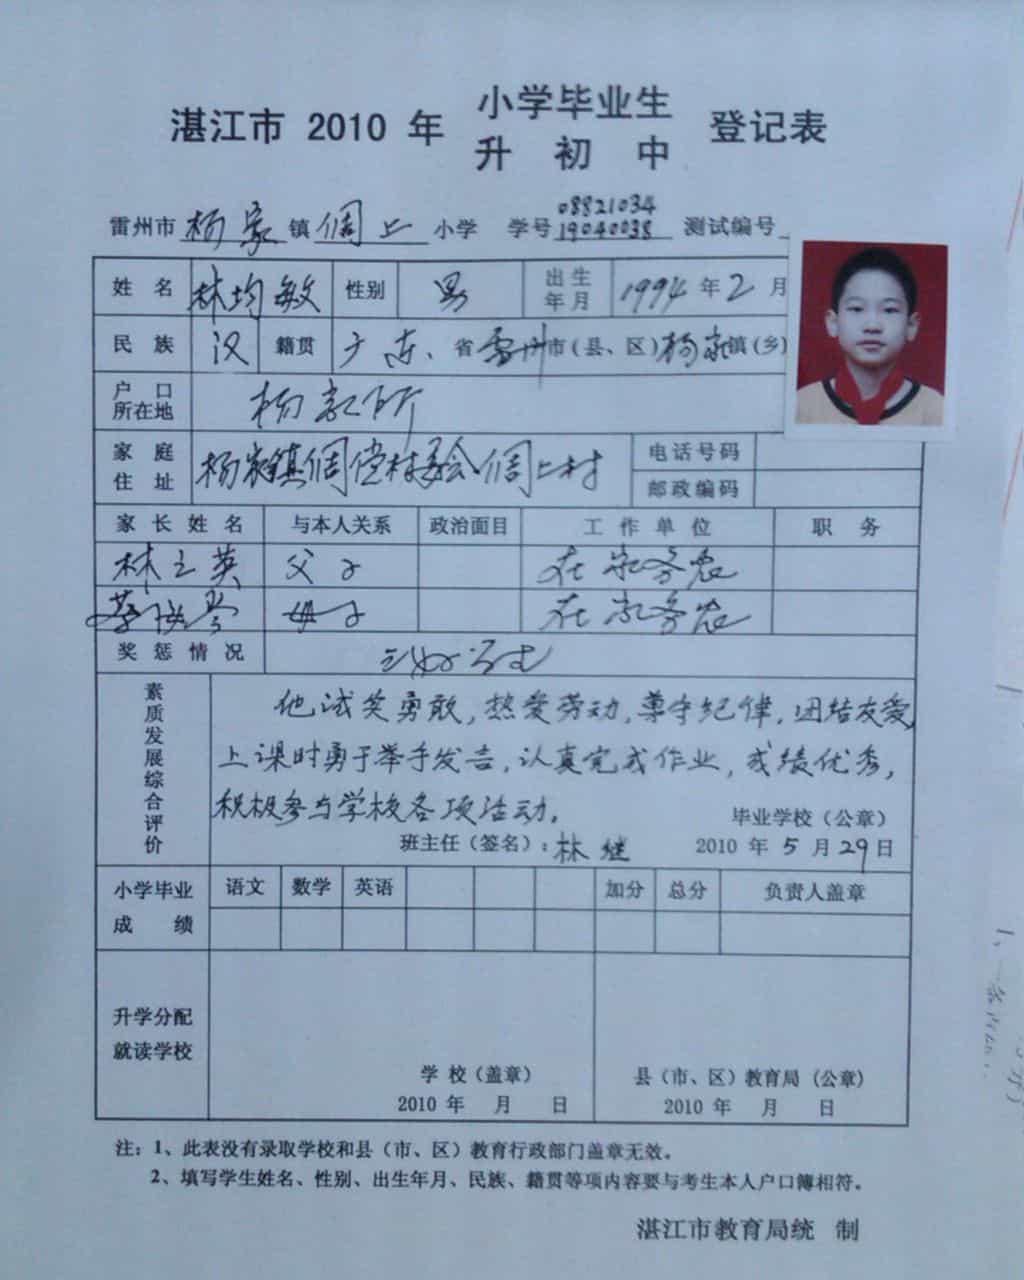 湛江市 2010 年 小学毕业生 登记表
升 初 中
08821034
雷州市 杨家 镇 倜上 小学 学号 19040038 测试编号
姓 名 林均敏 性别 男 出生年月 1994 年 2 月
民 族 汉 籍贯 广东 省 雷州 市(县、区) 杨家 镇(乡)
户 口 所在地 杨家所
家 庭 住 址 杨家镇倜 村委会倜上村 电话号码
邮政编码
家 长 姓 名 与本人关系 政治面目 工 作 单 位 职 务
林之英 父子 在家务农
蔡 母子 在家务农
奖 惩 情 况 三好学生
素质发展综合评价
他诚实勇敢,热爱劳动,尊守纪律,团结友爱
上课时勇于举手发言,认真完成作业,成绩优秀,
积极参与学校各项活动。 毕业学校(公章)
班主任(签名): 林继 2010 年 5 月 29 日
小学毕业 成 绩 语文 数学 英语 加分 总分 负责人盖章
升学分配
就读学校
学 校(盖章) 县(市、区)教育局(公章)
2010 年 月 日 2010 年 月 日
注:1、此表没有录取学校和县(市、区)教育行政部门盖章无效。
2、填写学生姓名、性别、出生年月、民族、籍贯等项内容要与考生本人户口簿相符。
湛江市教育局统 制